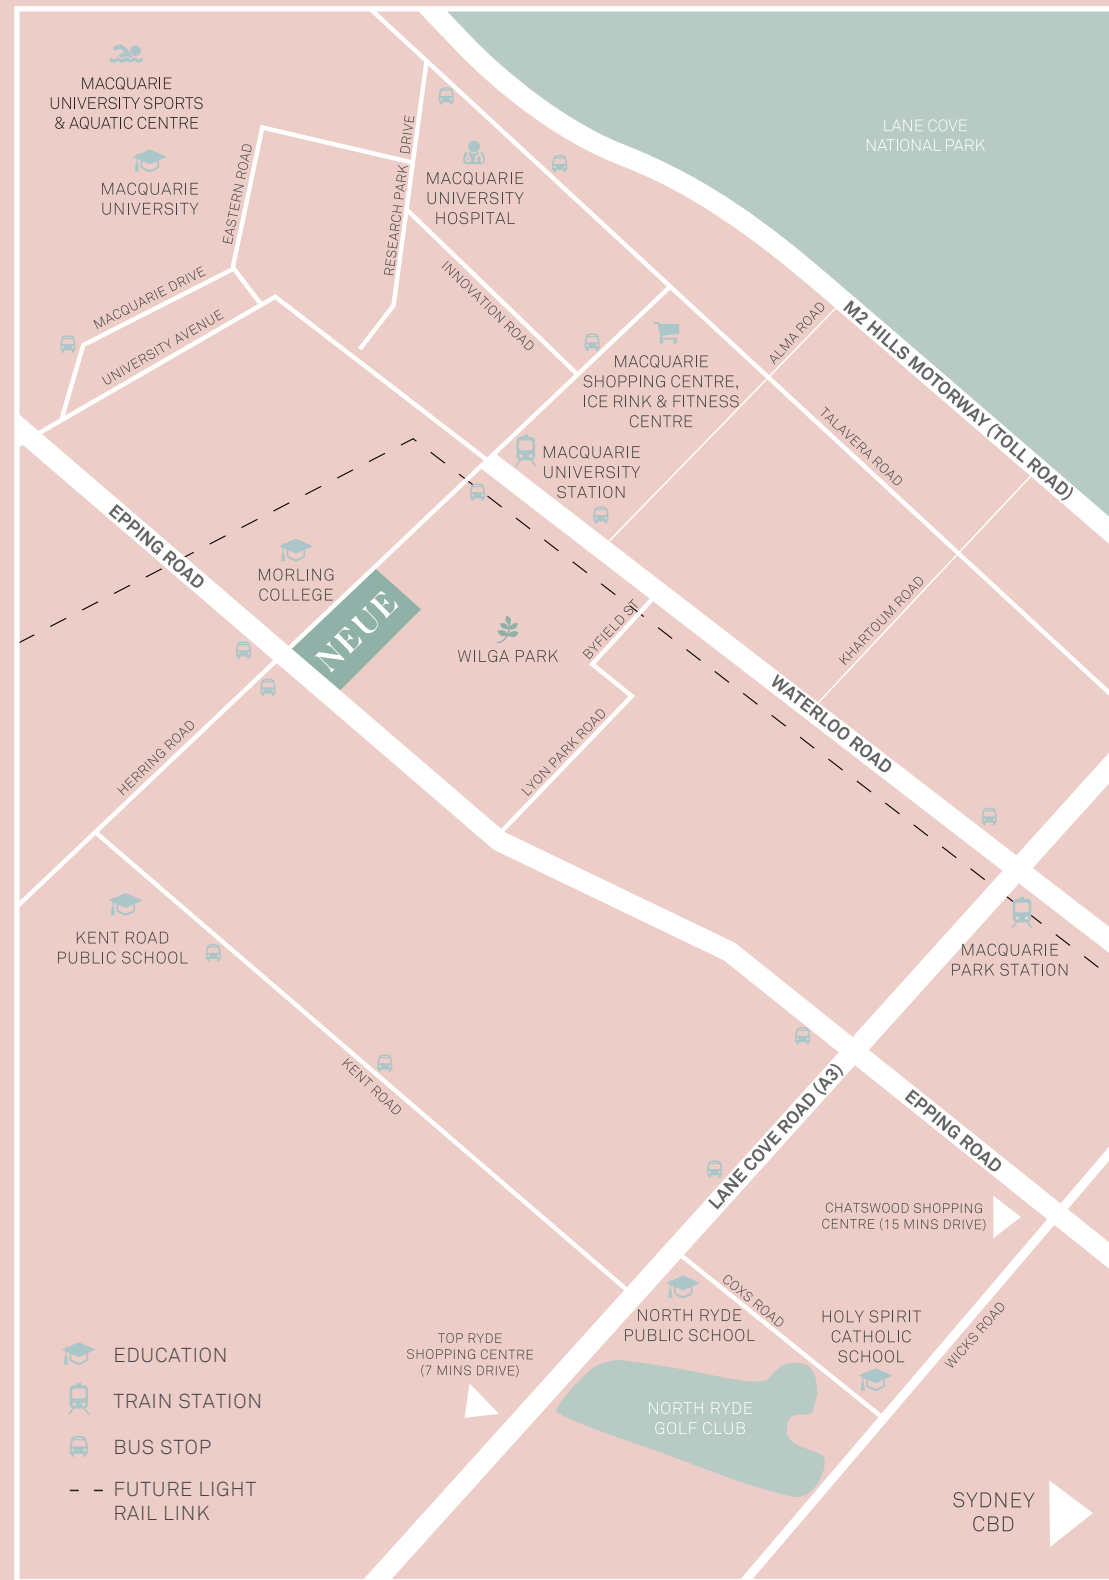 MACQUARIE
UNIVERSITY SPORTS
& AQUATIC CENTRE
LANE COVE
NATIONAL PARK
MACQUARIE
UNIVERSITY
EASTERN ROAD
RESEARCH PARK DRIVE
MACQUARIE
UNIVERSITY
HOSPITAL
MACQUARIE DRIVE
UNIVERSITY AVENUE
INNOVATION ROAD
MACQUARIE
SHOPPING CENTRE,
ICE RINK & FITNESS
CENTRE
ALMA ROAD
M2 HILLS MOTORWAY (TOLL ROAD)
TALAVERA ROAD
MACQUARIE
UNIVERSITY
STATION
EPPING ROAD
MORLING
COLLEGE
NEUE
WILGA PARK
BYFIELD ST
KHARTOUM ROAD
WATERLOO ROAD
HERRING ROAD
LYON PARK ROAD
KENT ROAD
PUBLIC SCHOOL
MACQUARIE
PARK STATION
KENT ROAD
LANE COVE ROAD (A3)
EPPING ROAD
CHATSWOOD SHOPPING
CENTRE (15 MINS DRIVE)
COXS ROAD
NORTH RYDE
PUBLIC SCHOOL
HOLY SPIRIT
CATHOLIC
SCHOOL
WICKS ROAD
TOP RYDE
SHOPPING CENTRE
(7 MINS DRIVE)
NORTH RYDE
GOLF CLUB
EDUCATION
TRAIN STATION
BUS STOP
FUTURE LIGHT
RAIL LINK
SYDNEY
CBD